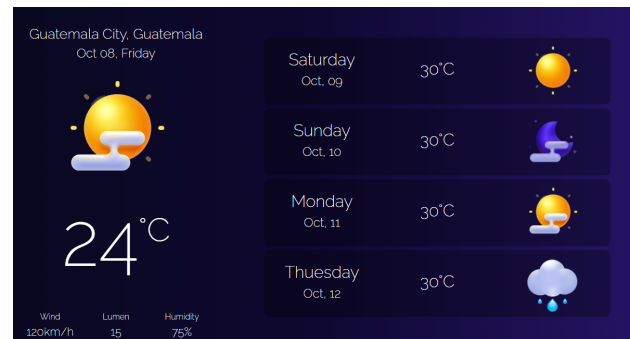 Guatemala City, Guatemala
Oct 08, Friday
24°C
Wind Lumen Humidity
120km/h 15 75%
Saturday
Oct, 09
30°C
Sunday
Oct, 10
30°C
Monday
Oct, 11
30°C
Thuesday
Oct, 12
30°C